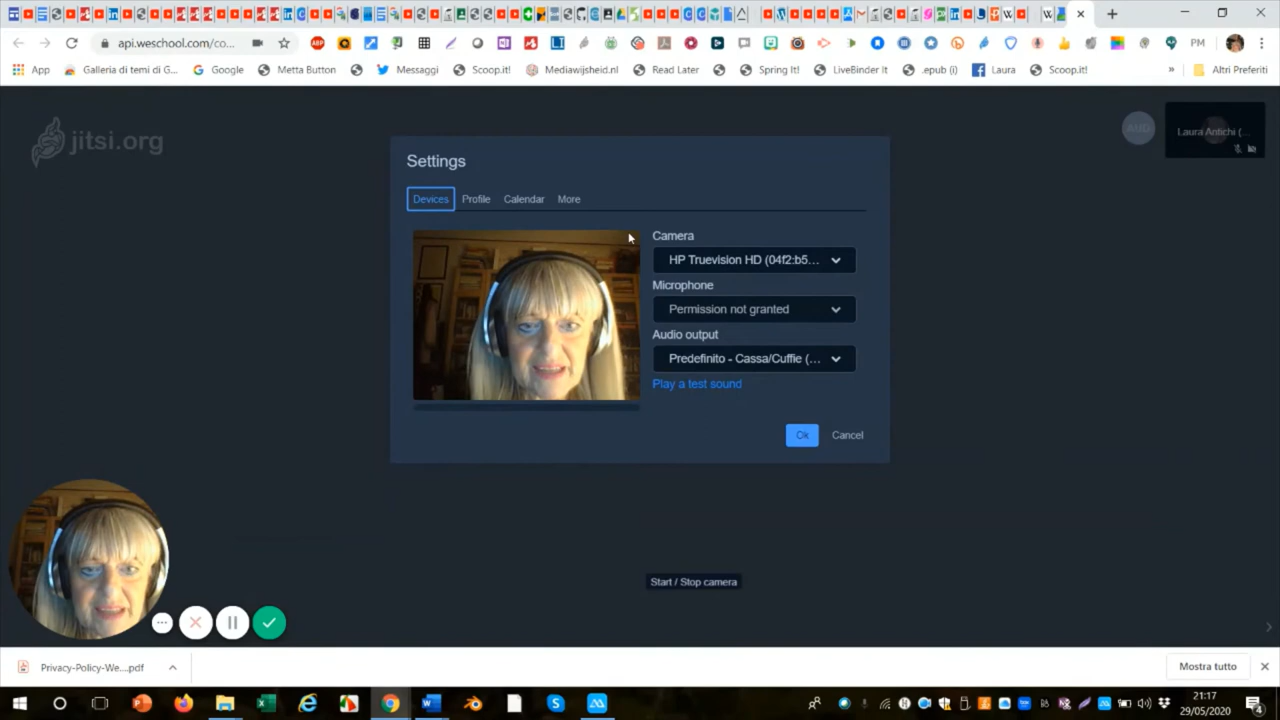 api.weschool.com/co...
PM
App
Galleria di temi di G...
Google
Metta Button
Messaggi
Scoop.it!
Mediawijsheid.nl
Read Later
Spring It!
LiveBinder It
.epub (i)
Laura
Scoop.it!
»
Altri Preferiti
jitsi.org
AUD
Laura Antichi (...
Settings
Devices
Profile
Calendar
More
Camera
HP Truevision HD (04f2:b5...
Microphone
Permission not granted
Audio output
Predefinito - Cassa/Cuffie (...
Play a test sound
Ok
Cancel
Start / Stop camera
Privacy-Policy-We....pdf
Mostra tutto
21:17
29/05/2020